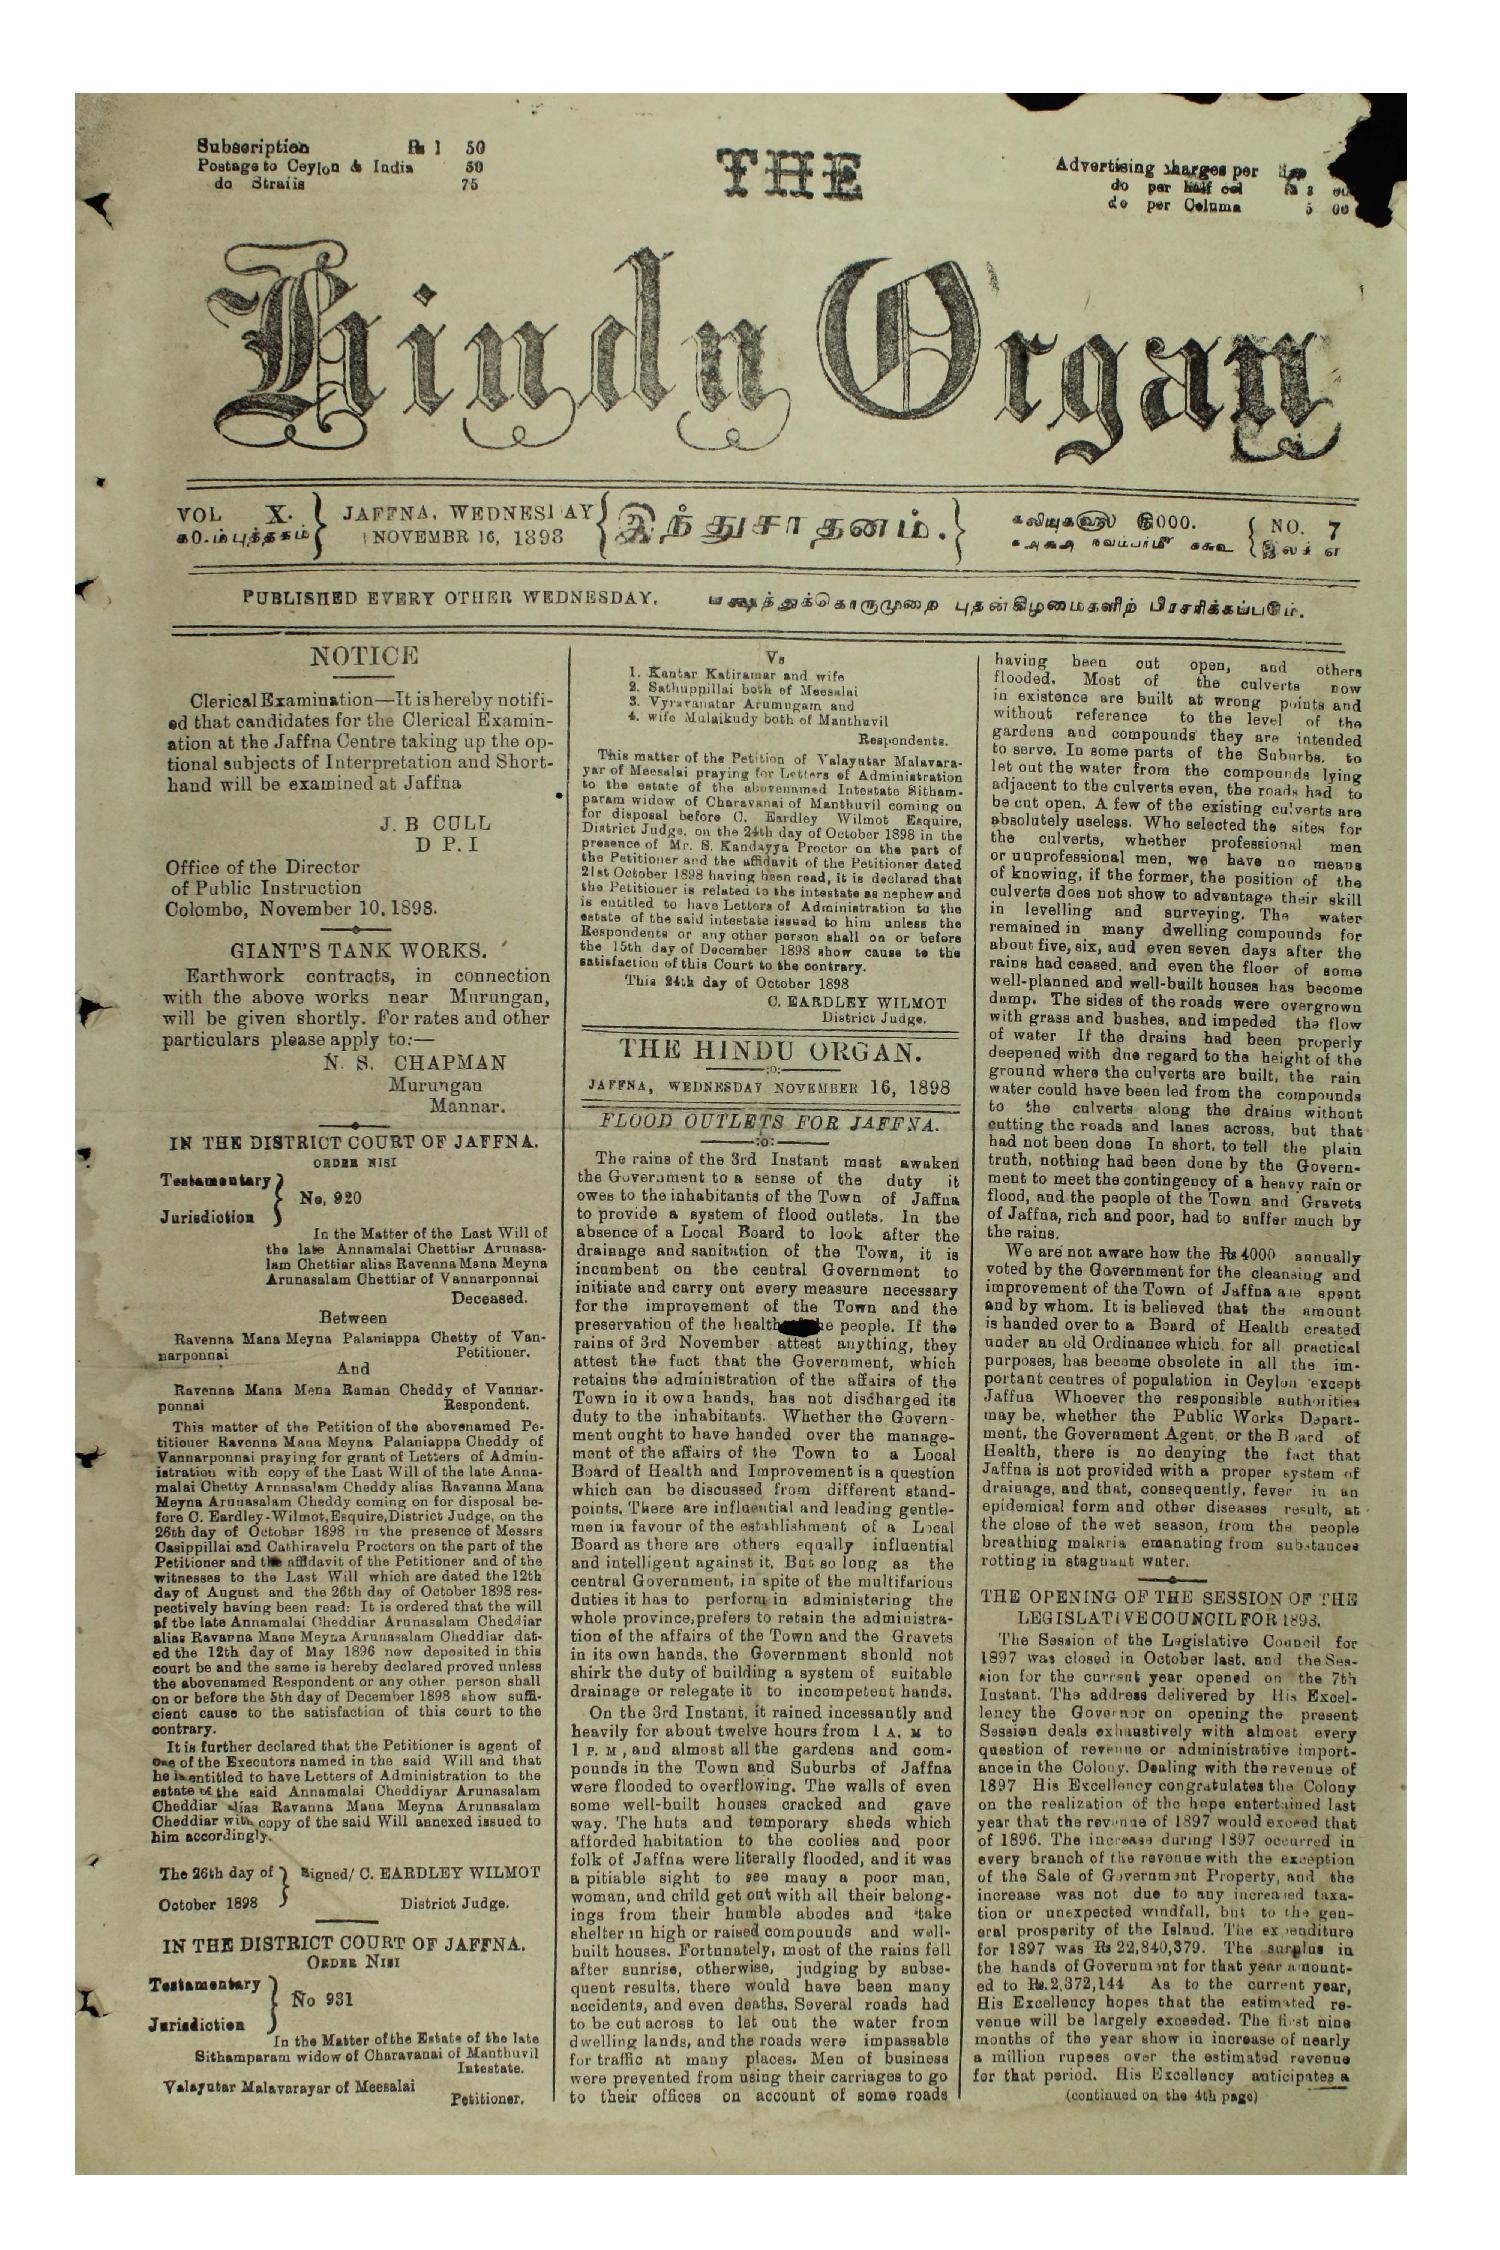 Subscription Rs 1 50
Postage to Ceylon & India 50
do Straits 75
THE
Advertising charges per
do per half col
do per Column 5 00
Hindu Organ
VOL X.
JAFFNA, WEDNES AY
NOVEMBR 16, 1898
இந்துசாதனம்.
NO. 7
PUBLISHED EVERY OTHER WEDNESDAY.
புதன்கிழமைகளிற் பிரசரிக்கப்படும்.
NOTICE
Clerical Examination—It is hereby notifi-
ed that candidates for the Clerical Examin-
ation at the Jaffna Centre taking up the op-
tional subjects of Interpretation and Short-
hand will be examined at Jaffna
J. B CULL
D P. I
Office of the Director
of Public Instruction
Colombo, November 10, 1898.
GIANT'S TANK WORKS.
Earthwork contracts, in connection
with the above works near Murungan,
will be given shortly. For rates and other
particulars please apply to:—
N. S. CHAPMAN
Murungan
Mannar.
IN THE DISTRICT COURT OF JAFFNA.
ORDER NISI
Testamentary
No, 920
Jurisdiction
In the Matter of the Last Will of
the late Annamalai Chettiar Arunasa-
lam Chettiar alias Ravenna Mana Meyna
Arunasalam Chettiar of Vannarponnai
Deceased.
Between
Ravenna Mana Meyna Palaniappa Chetty of Van-
narponnai Petitioner.
And
Ravenna Mana Mena Raman Cheddy of Vannar-
ponnai Respondent.
This matter of the Petition of the abovenamed Pe-
titioner Ravenna Mana Meyna Palaniappa Cheddy of
Vannarponnai praying for grant of Letters of Admin-
istration with copy of the Last Will of the late Anna-
malai Chetty Arunasalam Cheddy alias Ravanna Mana
Meyna Arunasalam Cheddy coming on for disposal be-
fore C. Eardley-Wilmot, Esquire, District Judge, on the
26th day of October 1898 in the presence of Messrs
Casippillai and Cathiravelu Proctors on the part of the
Petitioner and the affidavit of the Petitioner and of the
witnesses to the Last Will which are dated the 12th
day of August and the 26th day of October 1898 res-
pectively having been read: It is ordered that the will
of the late Annamalai Cheddiar Arunasalam Cheddiar
alias Ravanna Mane Meyna Arunasalam Cheddiar dat-
ed the 12th day of May 1896 now deposited in this
court be and the same is hereby declared proved unless
the abovenamed Respondent or any other person shall
on or before the 5th day of December 1898 show suffi-
cient cause to the satisfaction of this court to the
contrary.
It is further declared that the Petitioner is agent of
one of the Executors named in the said Will and that
he is entitled to have Letters of Administration to the
estate of the said Annamalai Cheddiyar Arunasalam
Cheddiar alias Ravanna Mana Meyna Arunasalam
Cheddiar with copy of the said Will annexed issued to
him accordingly.
The 26th day of Signed/ C. EARDLEY WILMOT
October 1898 District Judge.
IN THE DISTRICT COURT OF JAFFNA.
ORDER NISI
Testamentary
No 931
Jurisdiction
In the Matter of the Estate of the late
Sithamparam widow of Charavanai of Manthuvil
Intestate.
Valayutar Malavarayar of Meesalai
Petitioner.
Vs
1. Kantar Katiramar and wife
2. Sathuppillai both of Meesalai
3. Vyravanatar Arumugam and
4. wife Mulaikudy both of Manthuvil
Respondents.
This matter of the Petition of Valayutar Malavara-
yar of Meesalai praying for Letters of Administration
to the estate of the abovenamed Intestate Sitham-
param widow of Charavanai of Manthuvil coming on
for disposal before C. Eardley Wilmot Esquire,
District Judge, on the 24th day of October 1898 in the
presence of Mr. S. Kandayya Proctor on the part of
the Petitioner and the affidavit of the Petitioner dated
21st October 1898 having been read, it is declared that
the Petitioner is related to the intestate as nephew and
is entitled to have Letters of Administration to the
estate of the said intestate issued to him unless the
Respondents or any other person shall on or before
the 15th day of December 1898 show cause to the
satisfaction of this Court to the contrary.
This 24th day of October 1898
C. EARDLEY WILMOT
District Judge.
THE HINDU ORGAN.
JAFFNA, WEDNESDAY NOVEMBER 16, 1898
FLOOD OUTLETS FOR JAFFNA.
The rains of the 3rd Instant must awaken
the Government to a sense of the duty it
owes to the inhabitants of the Town of Jaffna
to provide a system of flood outlets. In the
absence of a Local Board to look after the
drainage and sanitation of the Town, it is
incumbent on the central Government to
initiate and carry out every measure necessary
for the improvement of the Town and the
preservation of the health e people. If the
rains of 3rd November attest anything, they
attest the fact that the Government, which
retains the administration of the affairs of the
Town in it own hands, has not discharged its
duty to the inhabitants. Whether the Govern-
ment ought to have handed over the manage-
ment of the affairs of the Town to a Local
Board of Health and Improvement is a question
which can be discussed from different stand-
points. There are influential and leading gentle-
men in favour of the establishment of a Local
Board as there are others equally influential
and intelligent against it. But so long as the
central Government, in spite of the multifarious
duties it has to perform in administering the
whole province, prefers to retain the administra-
tion of the affairs of the Town and the Gravets
in its own hands, the Government should not
shirk the duty of building a system of suitable
drainage or relegate it to incompetent hands.
On the 3rd Instant, it rained incessantly and
heavily for about twelve hours from 1 A. M to
1 P. M, and almost all the gardens and com-
pounds in the Town and Suburbs of Jaffna
were flooded to overflowing. The walls of even
some well-built houses cracked and gave
way. The huts and temporary sheds which
afforded habitation to the coolies and poor
folk of Jaffna were literally flooded, and it was
a pitiable sight to see many a poor man,
woman, and child get out with all their belong-
ings from their humble abodes and take
shelter in high or raised compounds and well-
built houses. Fortunately, most of the rains fell
after sunrise, otherwise, judging by subse-
quent results, there would have been many
accidents, and even deaths. Several roads had
to be cut across to let out the water from
dwelling lands, and the roads were impassable
for traffic at many places. Men of business
were prevented from using their carriages to go
to their offices on account of some roads
having been cut open, and others
flooded. Most of the culverts now
in existence are built at wrong points and
without reference to the level of the
gardens and compounds they are intended
to serve. In some parts of the Suburbs, to
let out the water from the compounds lying
adjacent to the culverts even, the roads had to
be cut open. A few of the existing culverts are
absolutely useless. Who selected the sites for
the culverts, whether professional men
or unprofessional men, we have no means
of knowing, if the former, the position of the
culverts does not show to advantage their skill
in levelling and surveying. The water
remained in many dwelling compounds for
about five, six, and even seven days after the
rains had ceased, and even the floor of some
well-planned and well-built houses has become
damp. The sides of the roads were overgrown
with grass and bushes, and impeded the flow
of water If the drains had been properly
deepened with due regard to the height of the
ground where the culverts are built, the rain
water could have been led from the compounds
to the culverts along the drains without
cutting the roads and lanes across, but that
had not been done In short, to tell the plain
truth, nothing had been done by the Govern-
ment to meet the contingency of a heavy rain or
flood, and the people of the Town and Gravets
of Jaffna, rich and poor, had to suffer much by
the rains.
We are not aware how the Rs 4000 annually
voted by the Government for the cleansing and
improvement of the Town of Jaffna are spent
and by whom. It is believed that the amount
is handed over to a Board of Health created
under an old Ordinance which, for all practical
purposes, has become obsolete in all the im-
portant centres of population in Ceylon except
Jaffna Whoever the responsible authorities
may be, whether the Public Works Depart-
ment, the Government Agent, or the Board of
Health, there is no denying the fact that
Jaffna is not provided with a proper system of
drainage, and that, consequently, fever in an
epidemical form and other diseases result, at
the close of the wet season, from the people
breathing malaria emanating from substances
rotting in stagnant water.
THE OPENING OF THE SESSION OF THE
LEGISLATIVE COUNCIL FOR 1898.
The Session of the Legislative Council for
1897 was closed in October last, and the Ses-
sion for the current year opened on the 7th
Instant. The address delivered by His Excel-
lency the Governor on opening the present
Session deals exhaustively with almost every
question of revenue or administrative import-
ance in the Colony. Dealing with the revenue of
1897 His Excellency congratulates the Colony
on the realization of the hope entertained last
year that the revenue of 1897 would exceed that
of 1896. The increase during 1897 occurred in
every branch of the revenue with the exception
of the Sale of Government Property, and the
increase was not due to any increased taxa-
tion or unexpected windfall, but to the gen-
eral prosperity of the Island. The expenditure
for 1897 was Rs 22,840,379. The surplus in
the hands of Government for that year amount-
ed to Rs. 2,372,144 As to the current year,
His Excellency hopes that the estimated re-
venue will be largely exceeded. The first nine
months of the year show in increase of nearly
a million rupees over the estimated revenue
for that period. His Excellency anticipates a
(continued on the 4th page)